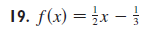 19. f(x) = ½x − ⅓